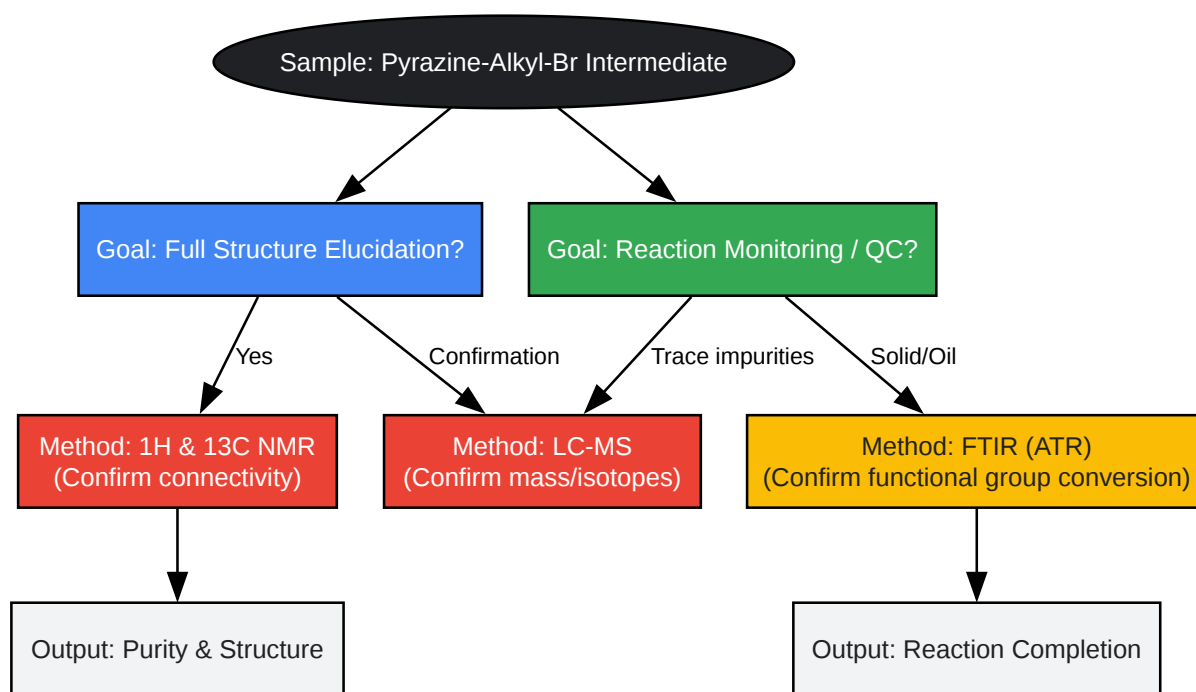 Sample: Pyrazine-Alkyl-Br Intermediate
Goal: Full Structure Elucidation?
Goal: Reaction Monitoring / QC?
Yes
Confirmation
Trace impurities
Solid/Oil
Method: 1H & 13C NMR
(Confirm connectivity)
Method: LC-MS
(Confirm mass/isotopes)
Method: FTIR (ATR)
(Confirm functional group conversion)
Output: Purity & Structure
Output: Reaction Completion